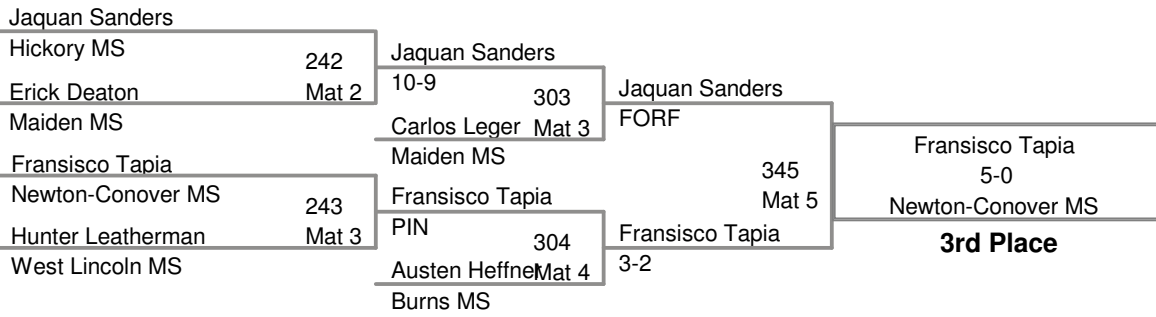 Jaquan Sanders
Hickory MS
242
Mat 2
Erick Deaton
Maiden MS
Fransisco Tapia
Newton-Conover MS
243
Mat 3
Hunter Leatherman
West Lincoln MS
Jaquan Sanders
10-9
303
Mat 3
Carlos Leger
Maiden MS
Fransisco Tapia
PIN
304
Mat 4
Austen Heffner
Burns MS
Jaquan Sanders
FORF
345
Mat 5
Fransisco Tapia
3-2
Fransisco Tapia
5-0
Newton-Conover MS
3rd Place